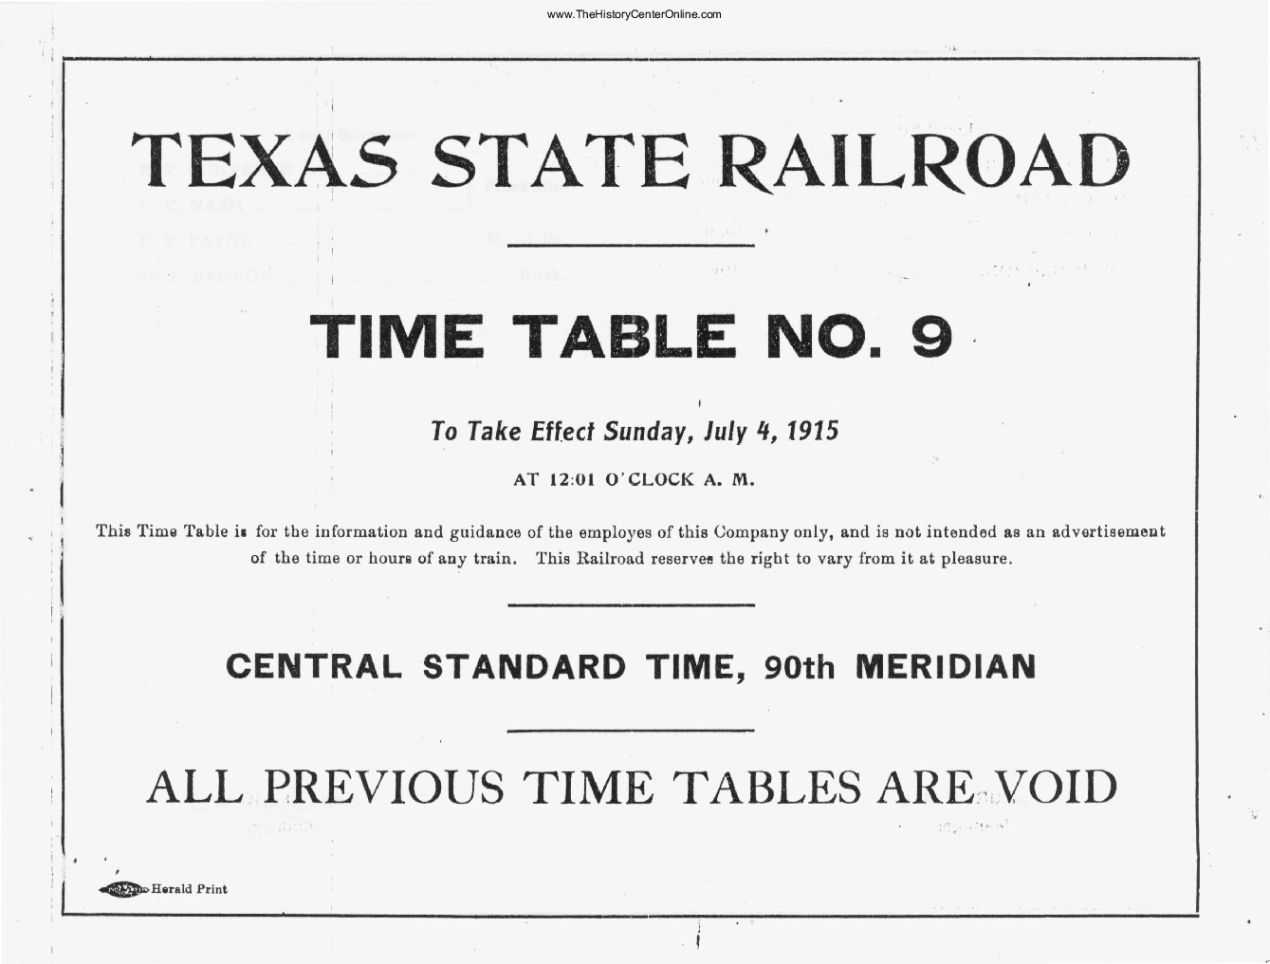 www.TheHistoryCenterOnline.com
TEXAS STATE RAILROAD
C. C. NASH
TIME TABLE NO. 9
To Take Effect Sunday, July 4, 1915
AT 12:01 O'CLOCK A. M.
This Time Table is for the information and guidance of the employes of this Company only, and is not intended as an advertisement
of the time or hours of any train. This Railroad reserves the right to vary from it at pleasure.
CENTRAL STANDARD TIME, 90th MERIDIAN
ALL PREVIOUS TIME TABLES ARE VOID
Herald Print